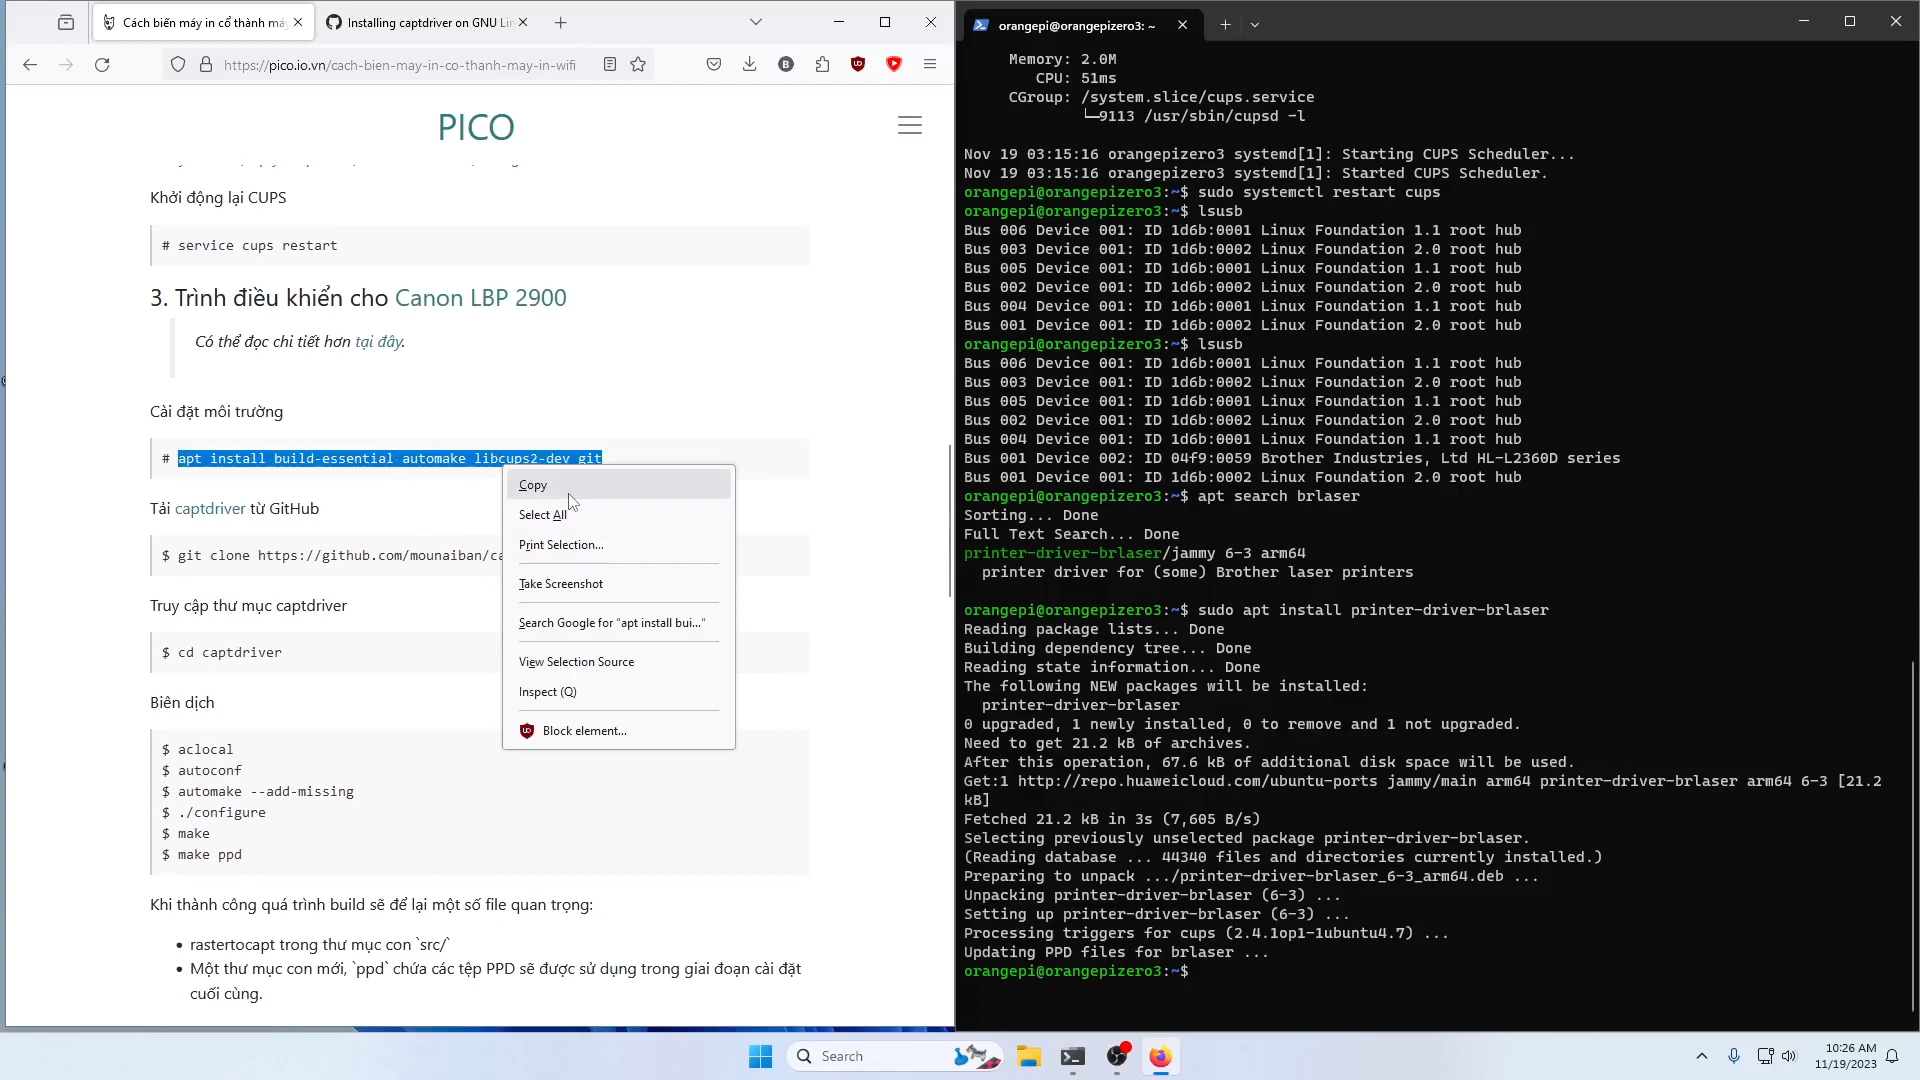 Cách biến máy in cổ thành má
Installing captdriver on GNU Li
https://pico.io.vn/cach-bien-may-in-co-thanh-may-in-wifi
PICO
Khởi động lại CUPS
# service cups restart
3. Trình điều khiển cho Canon LBP 2900
Có thể đọc chi tiết hơn tại đây.
Cài đặt môi trường
# apt install build-essential automake libcups2-dev git
Tải captdriver từ GitHub
$ git clone https://github.com/mounaiban/ca
Truy cập thư mục captdriver
$ cd captdriver
Biên dịch
$ aclocal
$ autoconf
$ automake --add-missing
$ ./configure
$ make
$ make ppd
Khi thành công quá trình build sẽ để lại một số file quan trọng:
• rastertocapt trong thư mục con `src/`
• Một thư mục con mới, `ppd` chứa các tệp PPD sẽ được sử dụng trong giai đoạn cài đặt
cuối cùng.
Copy
Select All
Print Selection...
Take Screenshot
Search Google for “apt install bui...”
View Selection Source
Inspect (Q)
Block element...
orangepi@orangepizero3: ~
Memory: 2.0M
CPU: 51ms
CGroup: /system.slice/cups.service
└─9113 /usr/sbin/cupsd -l
Nov 19 03:15:16 orangepizero3 systemd[1]: Starting CUPS Scheduler...
Nov 19 03:15:16 orangepizero3 systemd[1]: Started CUPS Scheduler.
orangepi@orangepizero3:~$ sudo systemctl restart cups
orangepi@orangepizero3:~$ lsusb
Bus 006 Device 001: ID 1d6b:0001 Linux Foundation 1.1 root hub
Bus 003 Device 001: ID 1d6b:0002 Linux Foundation 2.0 root hub
Bus 005 Device 001: ID 1d6b:0001 Linux Foundation 1.1 root hub
Bus 002 Device 001: ID 1d6b:0002 Linux Foundation 2.0 root hub
Bus 004 Device 001: ID 1d6b:0001 Linux Foundation 1.1 root hub
Bus 001 Device 001: ID 1d6b:0002 Linux Foundation 2.0 root hub
orangepi@orangepizero3:~$ lsusb
Bus 006 Device 001: ID 1d6b:0001 Linux Foundation 1.1 root hub
Bus 003 Device 001: ID 1d6b:0002 Linux Foundation 2.0 root hub
Bus 005 Device 001: ID 1d6b:0001 Linux Foundation 1.1 root hub
Bus 002 Device 001: ID 1d6b:0002 Linux Foundation 2.0 root hub
Bus 004 Device 001: ID 1d6b:0001 Linux Foundation 1.1 root hub
Bus 001 Device 002: ID 04f9:0059 Brother Industries, Ltd HL-L2360D series
Bus 001 Device 001: ID 1d6b:0002 Linux Foundation 2.0 root hub
orangepi@orangepizero3:~$ apt search brlaser
Sorting... Done
Full Text Search... Done
printer-driver-brlaser/jammy 6-3 arm64
printer driver for (some) Brother laser printers
orangepi@orangepizero3:~$ sudo apt install printer-driver-brlaser
Reading package lists... Done
Building dependency tree... Done
Reading state information... Done
The following NEW packages will be installed:
printer-driver-brlaser
0 upgraded, 1 newly installed, 0 to remove and 1 not upgraded.
Need to get 21.2 kB of archives.
After this operation, 67.6 kB of additional disk space will be used.
Get:1 http://repo.huaweicloud.com/ubuntu-ports jammy/main arm64 printer-driver-brlaser arm64 6-3 [21.2
kB]
Fetched 21.2 kB in 3s (7,605 B/s)
Selecting previously unselected package printer-driver-brlaser.
(Reading database ... 44340 files and directories currently installed.)
Preparing to unpack .../printer-driver-brlaser_6-3_arm64.deb ...
Unpacking printer-driver-brlaser (6-3) ...
Setting up printer-driver-brlaser (6-3) ...
Processing triggers for cups (2.4.1op1-1ubuntu4.7) ...
Updating PPD files for brlaser ...
orangepi@orangepizero3:~$
Search
10:26 AM
11/19/2023